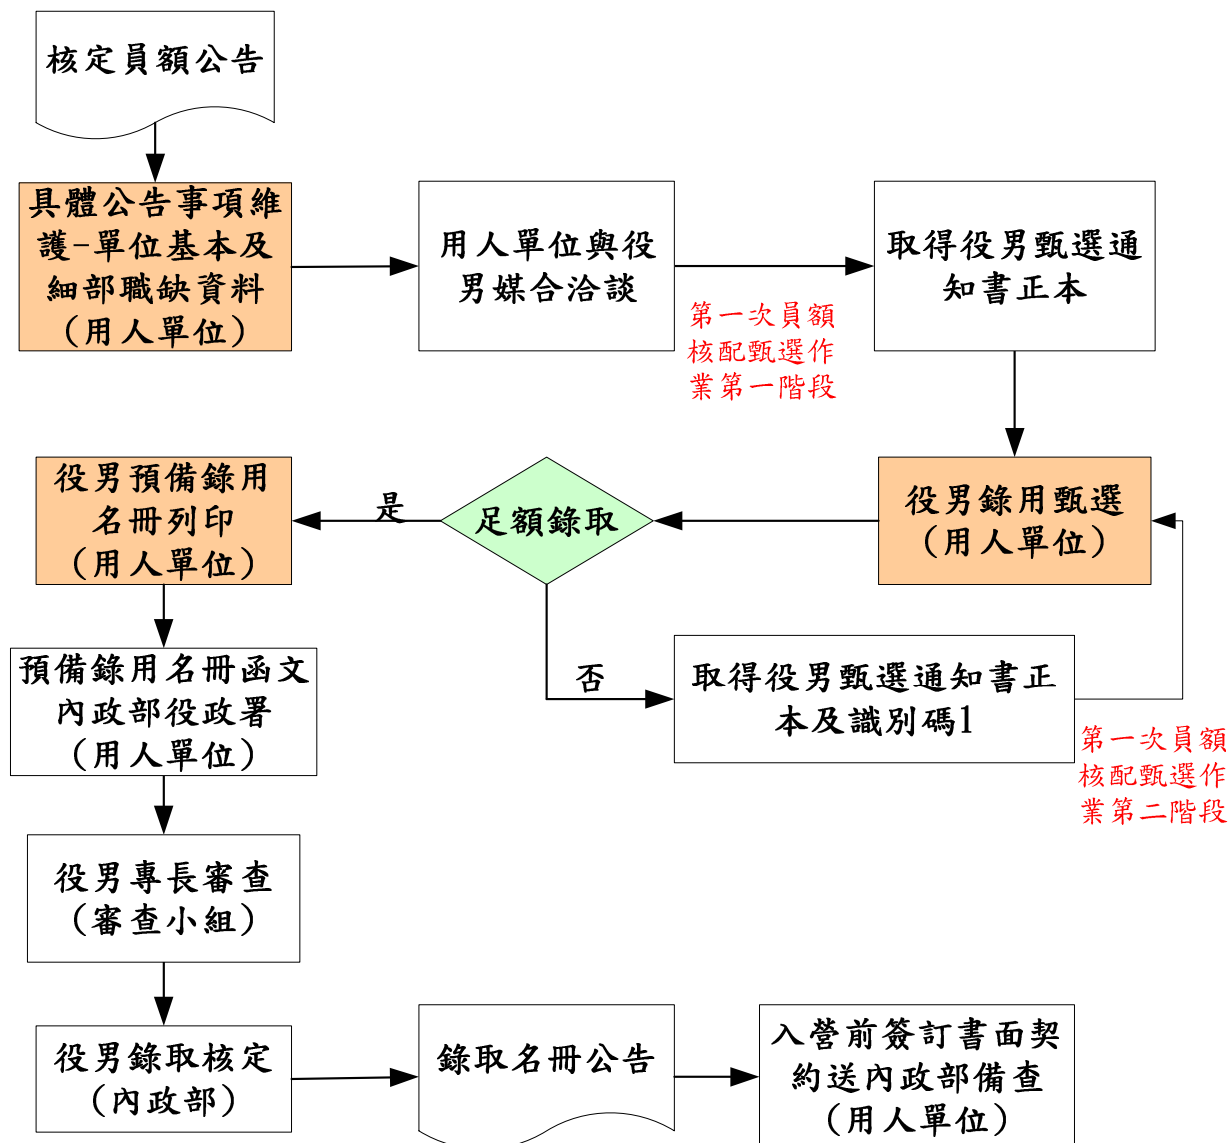 核定員額公告
具體公告事項維
護-單位基本及
細部職缺資料
(用人單位)
用人單位與役
男媒合洽談
第一次員額
核配甄選作
業第一階段
取得役男甄選通
知書正本
役男錄用甄選
(用人單位)
足額錄取
是
役男預備錄用
名冊列印
(用人單位)
否
取得役男甄選通知書正
本及識別碼1
第一次員額
核配甄選作
業第二階段
預備錄用名冊函文
內政部役政署
(用人單位)
役男專長審查
(審查小組)
役男錄取核定
(內政部)
錄取名冊公告
入營前簽訂書面契
約送內政部備查
(用人單位)